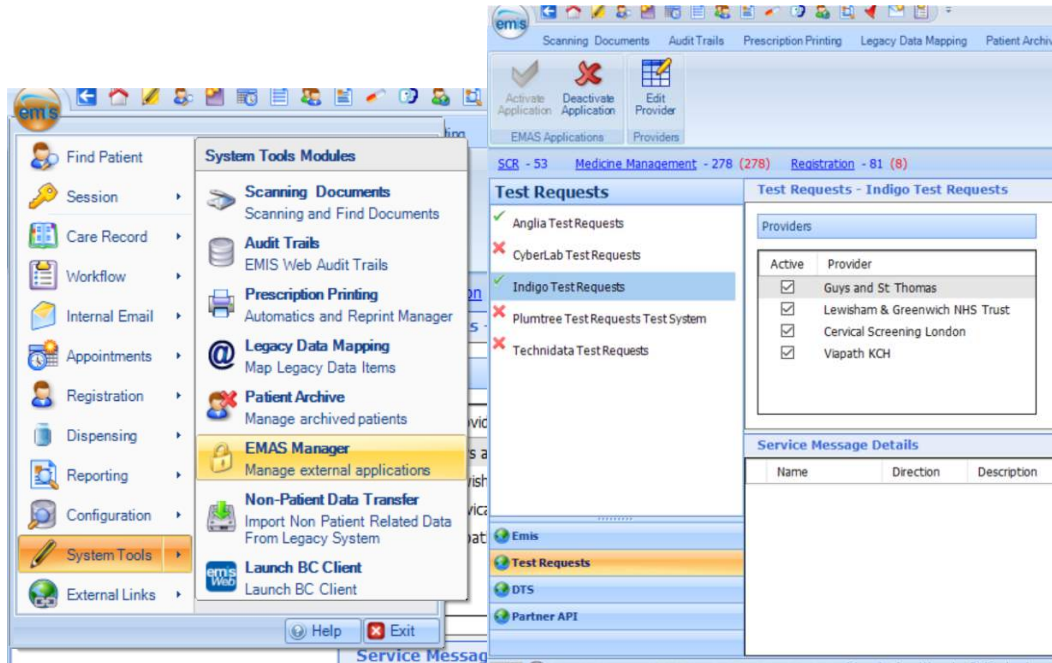 emis
Find Patient
Session
Care Record
Workflow
Internal Email
Appointments
Registration
Dispensing
Reporting
Configuration
System Tools
External Links
System Tools Modules
Scanning Documents
Scanning and Find Documents
Audit Trails
EMIS Web Audit Trails
Prescription Printing
Automatics and Reprint Manager
Legacy Data Mapping
Map Legacy Data Items
Patient Archive
Manage archived patients
EMAS Manager
Manage external applications
Non-Patient Data Transfer
Import Non Patient Related Data
From Legacy System
emis Web
Launch BC Client
Launch BC Client
Help Exit
Service Messag
emis
Scanning Documents Audit Trails Prescription Printing Legacy Data Mapping Patient Archiv
Activate Application
Deactivate Application
Edit Provider
EMAS Applications Providers
SCR - 53 Medicine Management - 278 (278) Registration - 81 (8)
Test Requests
Anglia Test Requests
CyberLab Test Requests
Indigo Test Requests
Plumtree Test Requests Test System
Technidata Test Requests
Emis
Test Requests
DTS
Partner API
Test Requests - Indigo Test Requests
Providers
Active Provider
Guys and St Thomas
Lewisham & Greenwich NHS Trust
Cervical Screening London
Viapath KCH
Service Message Details
Name Direction Description